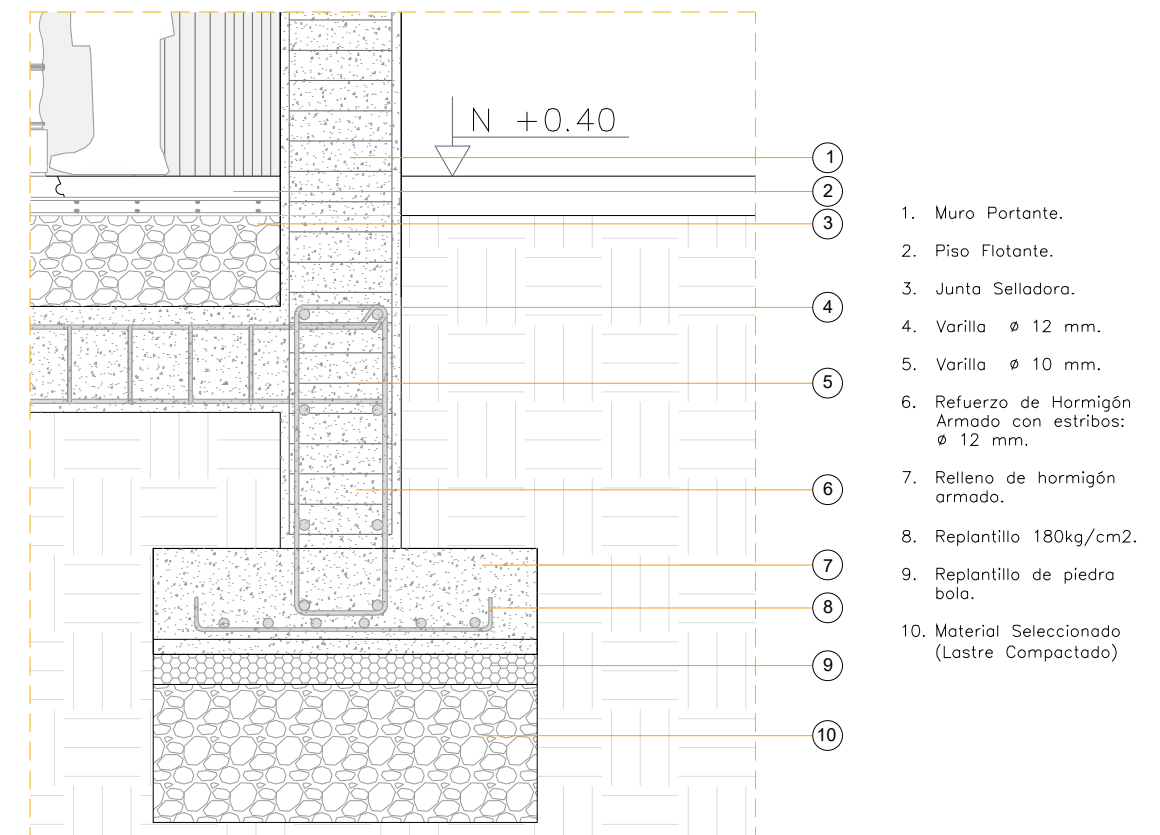 N +0.40
1
2
3
4
5
6
7
8
9
10
1. Muro Portante.
2. Piso Flotante.
3. Junta Selladora.
4. Varilla ø 12 mm.
5. Varilla ø 10 mm.
6. Refuerzo de Hormigón
Armado con estribos:
ø 12 mm.
7. Relleno de hormigón
armado.
8. Replantillo 180kg/cm2.
9. Replantillo de piedra
bola.
10. Material Seleccionado
(Lastre Compactado)